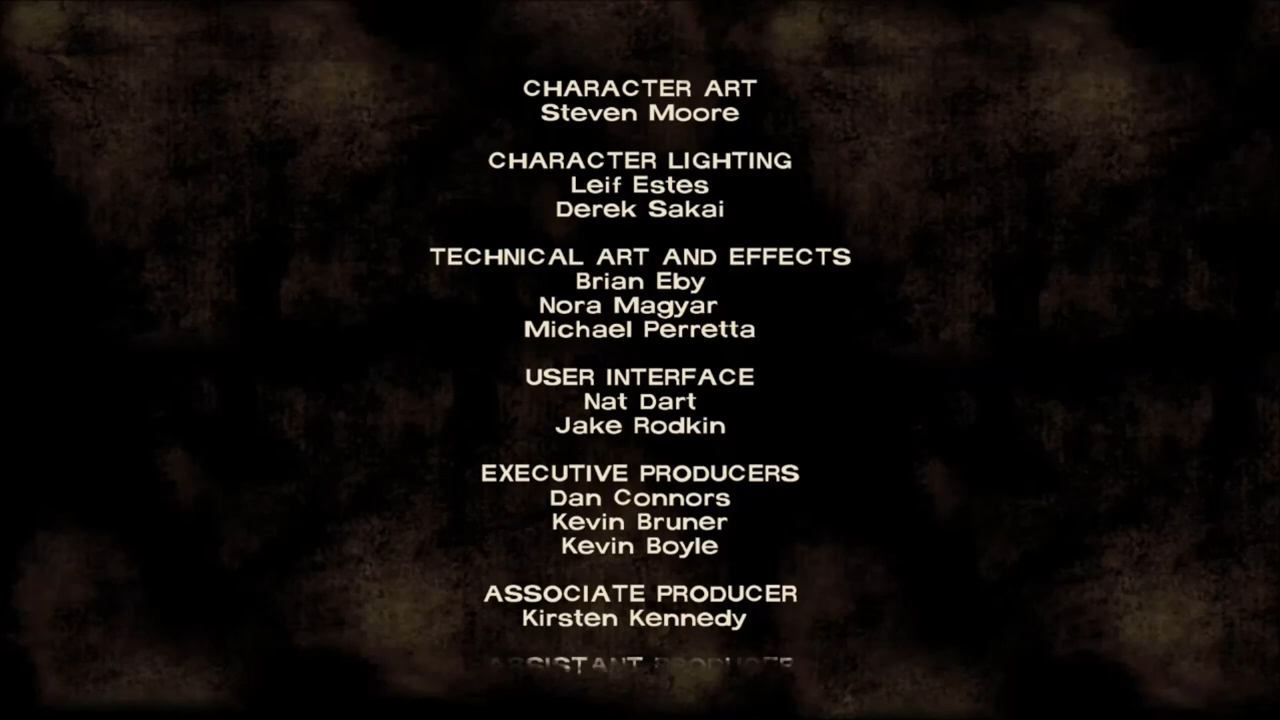 CHARACTER ART
Steven Moore
CHARACTER LIGHTING
Leif Estes
Derek Sakai
TECHNICAL ART AND EFFECTS
Brian Eby
Nora Magyar
Michael Perretta
USER INTERFACE
Nat Dart
Jake Rodkin
EXECUTIVE PRODUCERS
Dan Connors
Kevin Bruner
Kevin Boyle
ASSOCIATE PRODUCER
Kirsten Kennedy
ASSISTANT PRODUCER